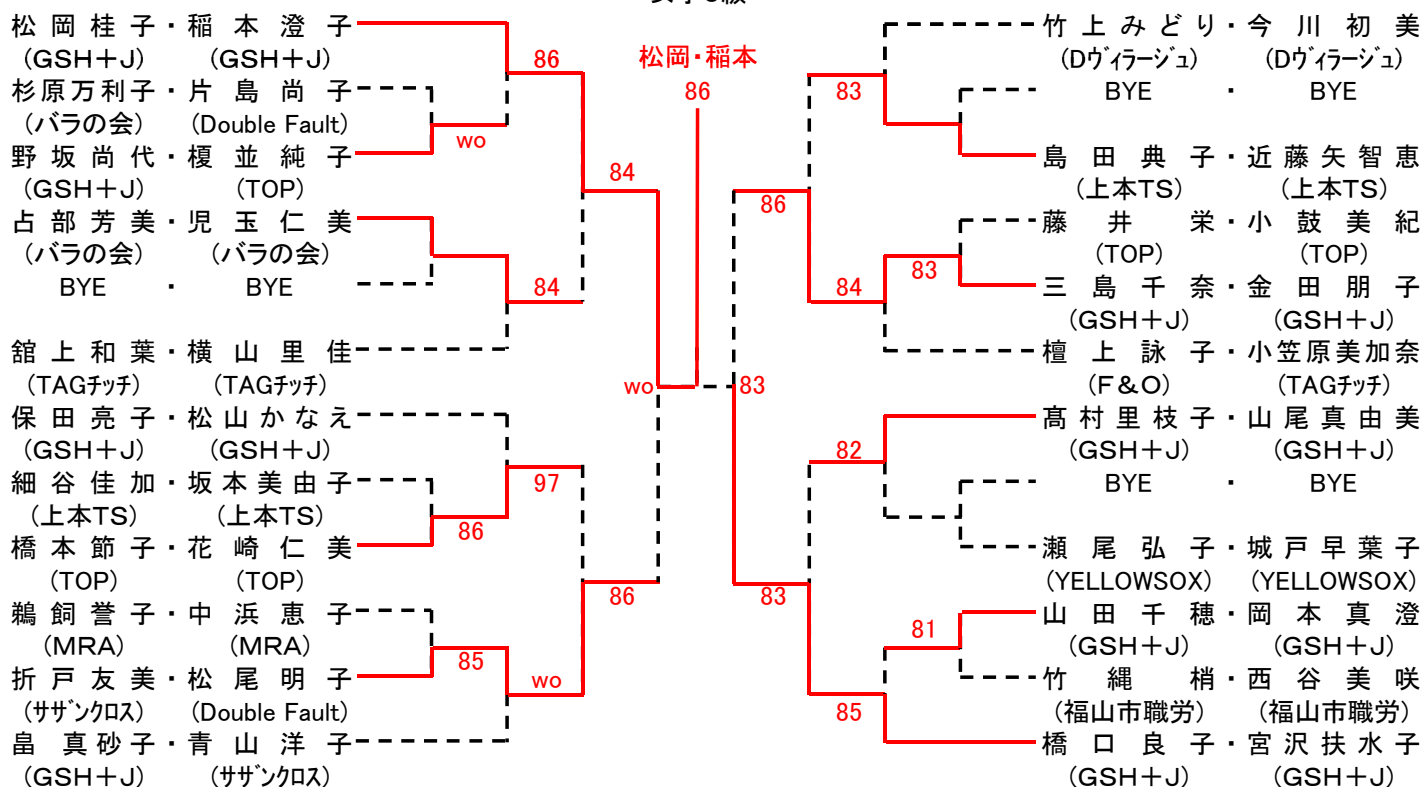 松岡桂子・稲本澄子
(GSH+J) (GSH+J)
杉原万利子・片島尚子
(バラの会) (Double Fault)
野坂尚代・榎並純子
(GSH+J) (TOP)
占部芳美・児玉仁美
(バラの会) (バラの会)
BYE ・ BYE
舘上和葉・横山里佳
(TAGチッチ) (TAGチッチ)
保田亮子・松山かなえ
(GSH+J) (GSH+J)
細谷佳加・坂本美由子
(上本TS) (上本TS)
橋本節子・花崎仁美
(TOP) (TOP)
鵜飼誉子・中浜恵子
(MRA) (MRA)
折戸友美・松尾明子
(サザンクロス) (Double Fault)
畠真砂子・青山洋子
(GSH+J) (サザンクロス)
86
wo
84
84
97
86
86
85
wo
wo
松岡・稲本
86
83
86
83
84
83
82
83
81
85
竹上みどり・今川初美
(Dヴィラージュ) (Dヴィラージュ)
BYE ・ BYE
島田典子・近藤矢智恵
(上本TS) (上本TS)
藤井栄・小鼓美紀
(TOP) (TOP)
三島千奈・金田朋子
(GSH+J) (GSH+J)
檀上詠子・小笠原美加奈
(F&O) (TAGチッチ)
髙村里枝子・山尾真由美
(GSH+J) (GSH+J)
BYE ・ BYE
瀬尾弘子・城戸早葉子
(YELLOWSOX) (YELLOWSOX)
山田千穂・岡本真澄
(GSH+J) (GSH+J)
竹縄梢・西谷美咲
(福山市職労) (福山市職労)
橋口良子・宮沢扶水子
(GSH+J) (GSH+J)